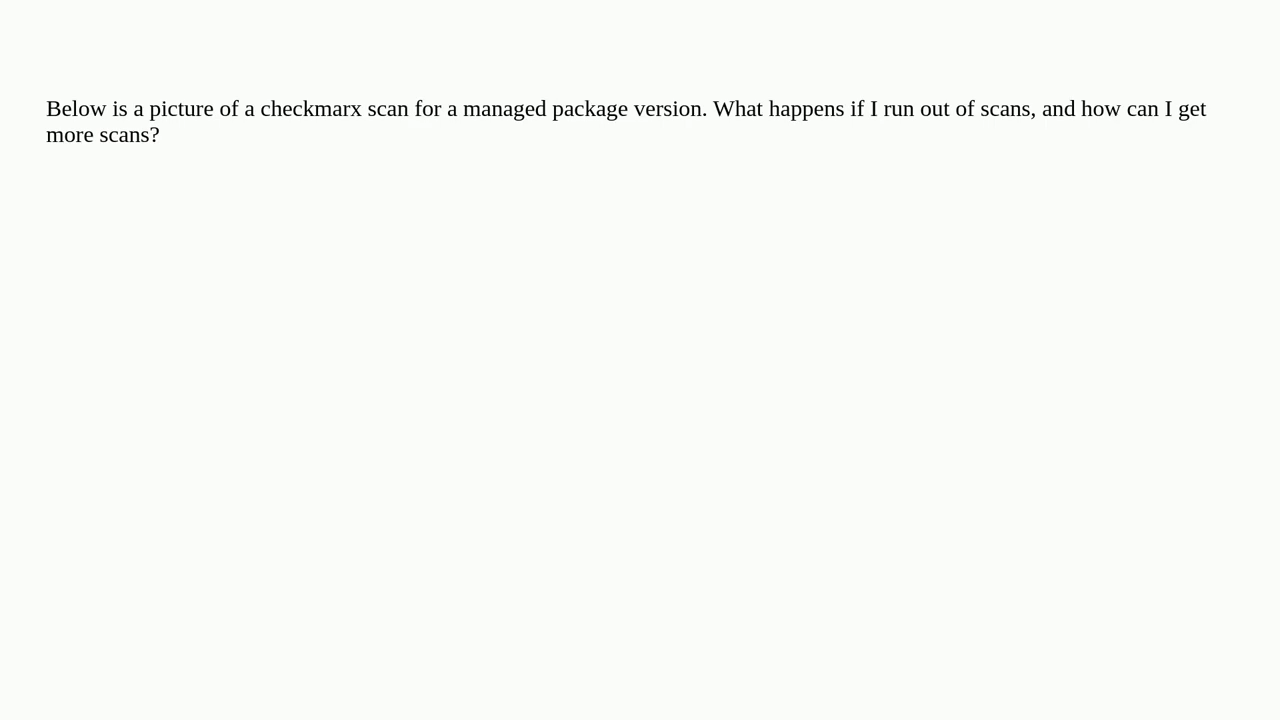 Below is a picture of a checkmarx scan for a managed package version. What happens if I run out of scans, and how can I get
more scans?